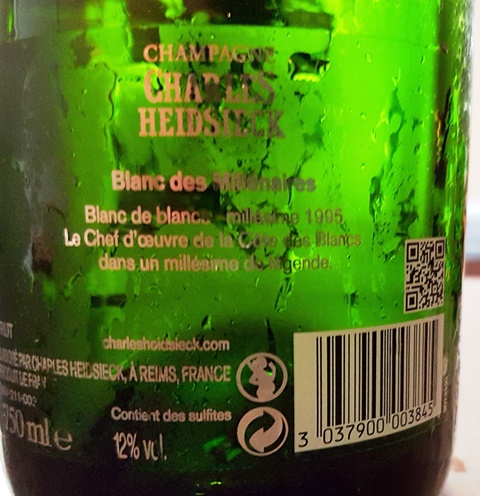 CHAMPAGNE
CHARLES
HEIDSIECK
Blanc des Millénaires
Blanc de blancs millésime 1995
Le Chef d'œuvre de la Côte des Blancs
dans un millésime de légende.
charlesheidsieck.com
PAR CHARLES HEIDSIECK, À REIMS, FRANCE
Contient des sulfites
750 ml e
12% vol.
3 037900 003845